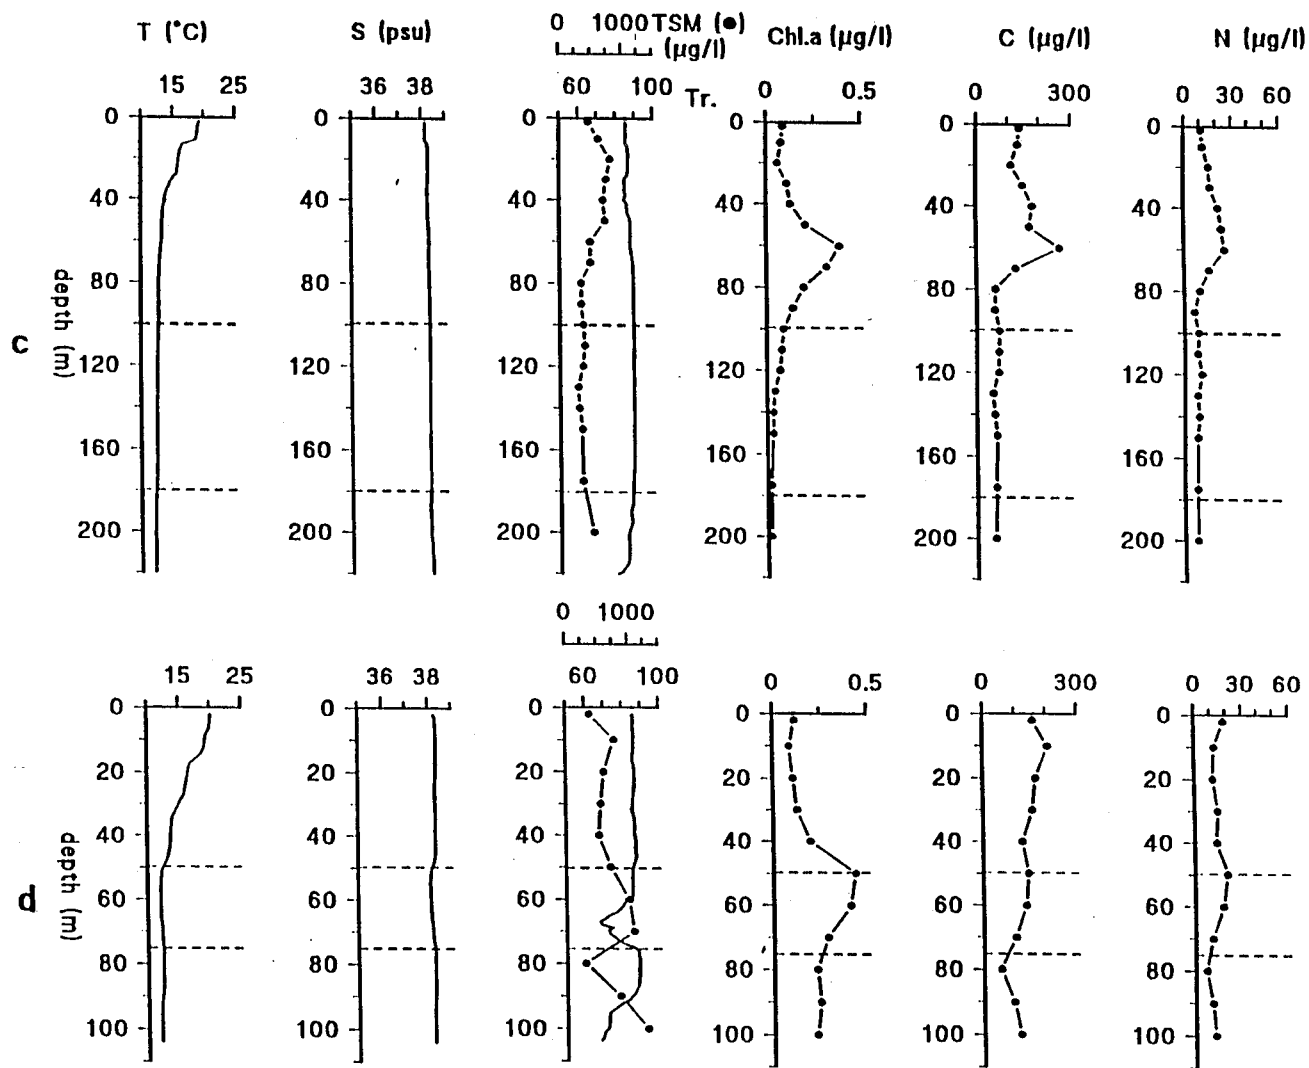 T (°C) S (psu) 0 1000 TSM (●) Chl.a (µg/l) C (µg/l) N (µg/l)
(µg/l)
15 25 36 38 60 100 Tr. 0 0.5 0 300 0 30 60
0 0 0 0 0 0
40 40 40 40 40 40
80 80 80 80 80 80
c depth (m)
120 120 120 120 120 120
160 160 160 160 160 160
200 200 200 200 200 200
0 1000
15 25 36 38 60 100 0 0.5 0 300 0 30 60
0 0 0 0 0 0
20 20 20 20 20 20
40 40 40 40 40 40
d depth (m)
60 60 60 60 60 60
80 80 80 80 80 80
100 100 100 100 100 100